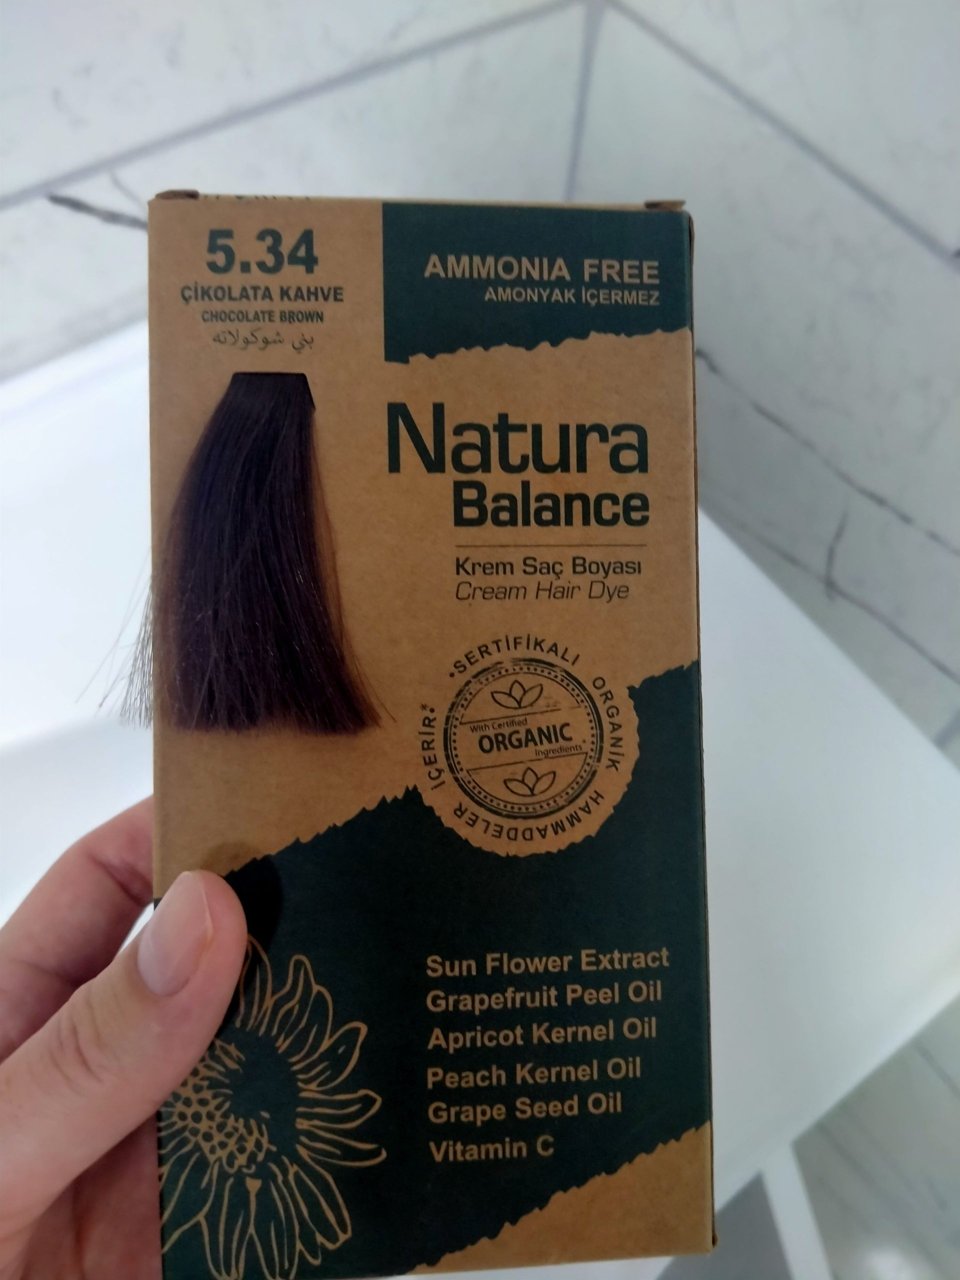 5.34
ÇİKOLATA KAHVE
CHOCOLATE BROWN
بني شوكولاته
AMMONIA FREE
AMONYAK İÇERMEZ
Natura
Balance
Krem Saç Boyası
Cream Hair Dye
*SERTİFİKALI ORGANİK HAMMADDELER İÇERİR.*
With Certified
ORGANIC
Ingredients
Sun Flower Extract
Grapefruit Peel Oil
Apricot Kernel Oil
Peach Kernel Oil
Grape Seed Oil
Vitamin C